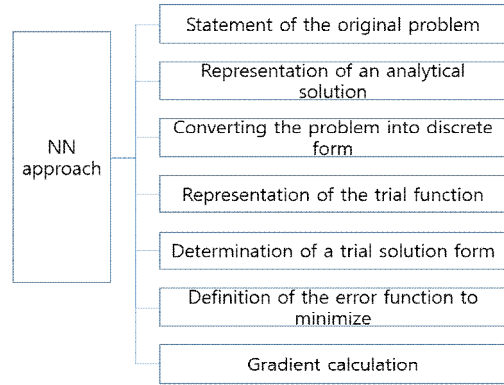 NN
approach
Statement of the original problem
Representation of an analytical
solution
Converting the problem into discrete
form
Representation of the trial function
Determination of a trial solution form
Definition of the error function to
minimize
Gradient calculation